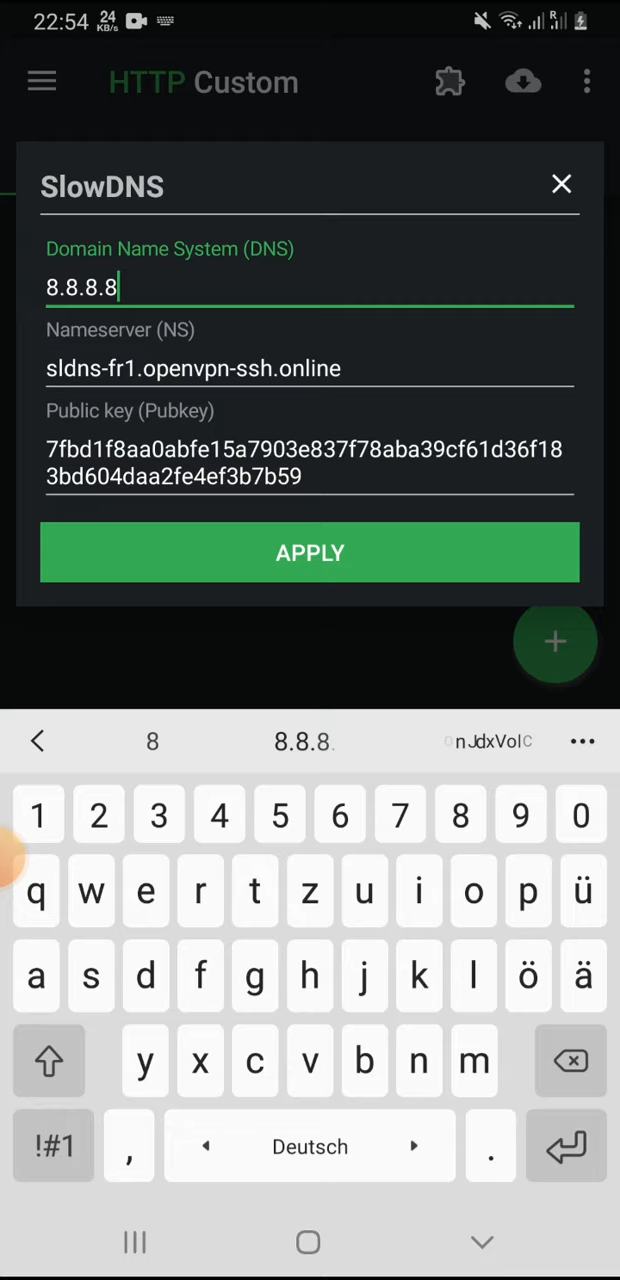 22:54 24 KB/s R
HTTP Custom
SlowDNS
Domain Name System (DNS)
8.8.8.8
Nameserver (NS)
sldns-fr1.openvpn-ssh.online
Public key (Pubkey)
7fbd1f8aa0abfe15a7903e837f78aba39cf61d36f18
3bd604daa2fe4ef3b7b59
APPLY
8 8.8.8. nJdxVolC
1 2 3 4 5 6 7 8 9 0
q w e r t z u i o p ü
a s d f g h j k l ö ä
y x c v b n m
!#1 , Deutsch .